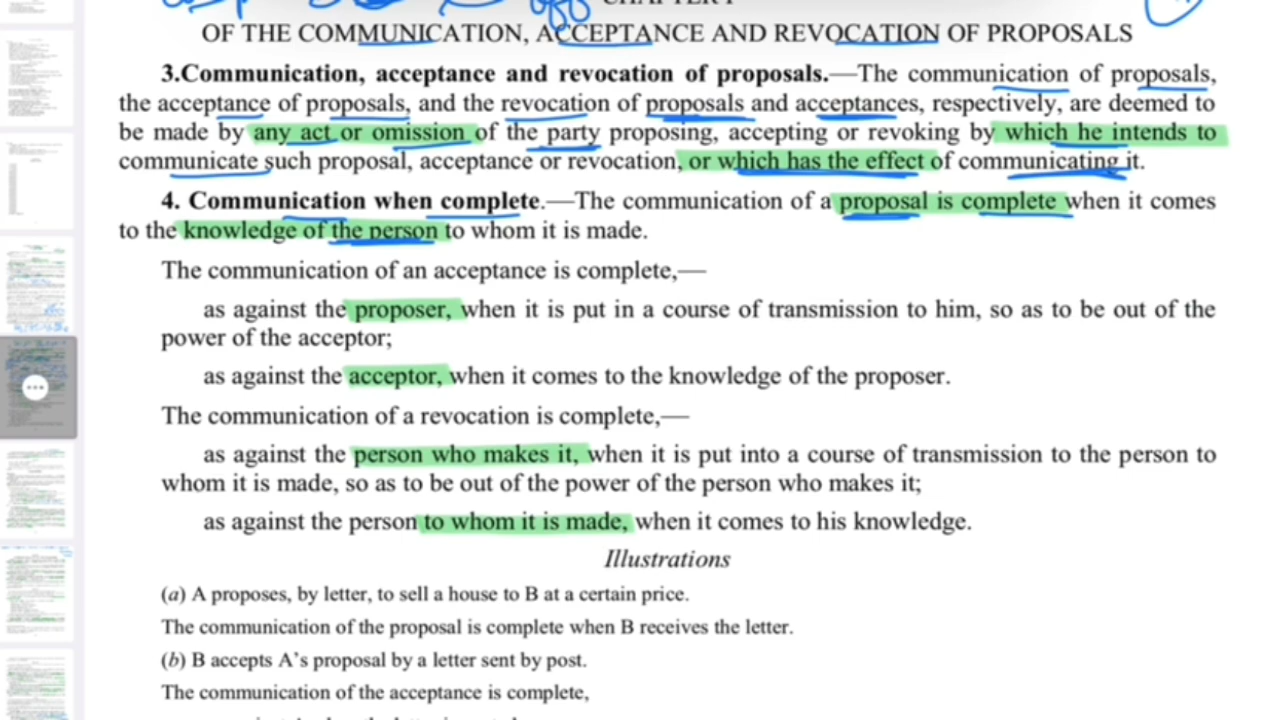 OF THE COMMUNICATION, ACCEPTANCE AND REVOCATION OF PROPOSALS
3.Communication, acceptance and revocation of proposals.—The communication of proposals,
the acceptance of proposals, and the revocation of proposals and acceptances, respectively, are deemed to
be made by any act or omission of the party proposing, accepting or revoking by which he intends to
communicate such proposal, acceptance or revocation, or which has the effect of communicating it.
4. Communication when complete.—The communication of a proposal is complete when it comes
to the knowledge of the person to whom it is made.
The communication of an acceptance is complete,—
as against the proposer, when it is put in a course of transmission to him, so as to be out of the
power of the acceptor;
as against the acceptor, when it comes to the knowledge of the proposer.
The communication of a revocation is complete,—
as against the person who makes it, when it is put into a course of transmission to the person to
whom it is made, so as to be out of the power of the person who makes it;
as against the person to whom it is made, when it comes to his knowledge.
Illustrations
(a) A proposes, by letter, to sell a house to B at a certain price.
The communication of the proposal is complete when B receives the letter.
(b) B accepts A’s proposal by a letter sent by post.
The communication of the acceptance is complete,